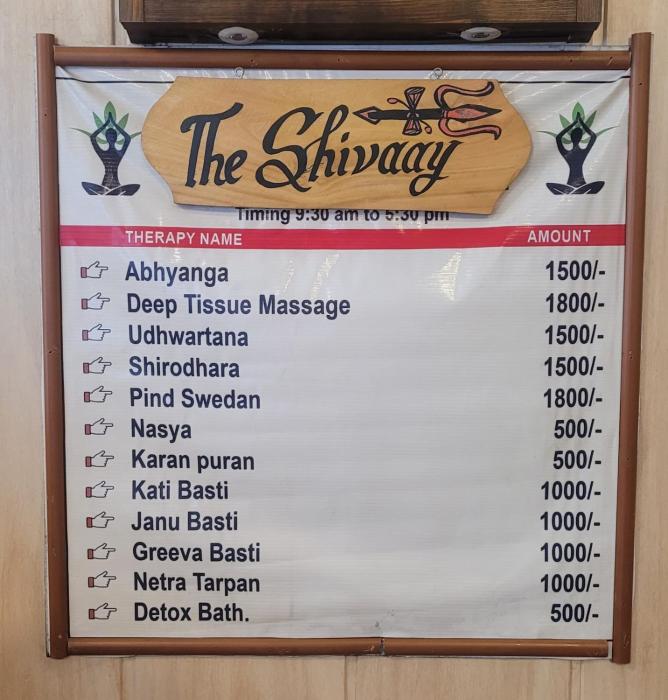 The Shivaay
Timing 9:30 am to 5:30 pm
THERAPY NAME AMOUNT
Abhyanga 1500/-
Deep Tissue Massage 1800/-
Udhwartana 1500/-
Shirodhara 1500/-
Pind Swedan 1800/-
Nasya 500/-
Karan puran 500/-
Kati Basti 1000/-
Janu Basti 1000/-
Greeva Basti 1000/-
Netra Tarpan 1000/-
Detox Bath. 500/-